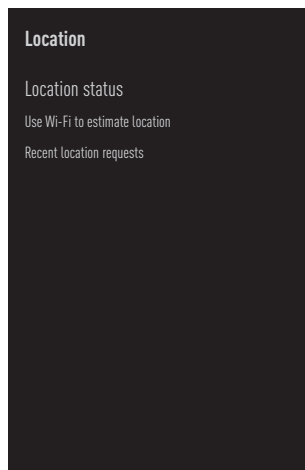 Location
Location status
Use Wi-Fi to estimate location
Recent location requests